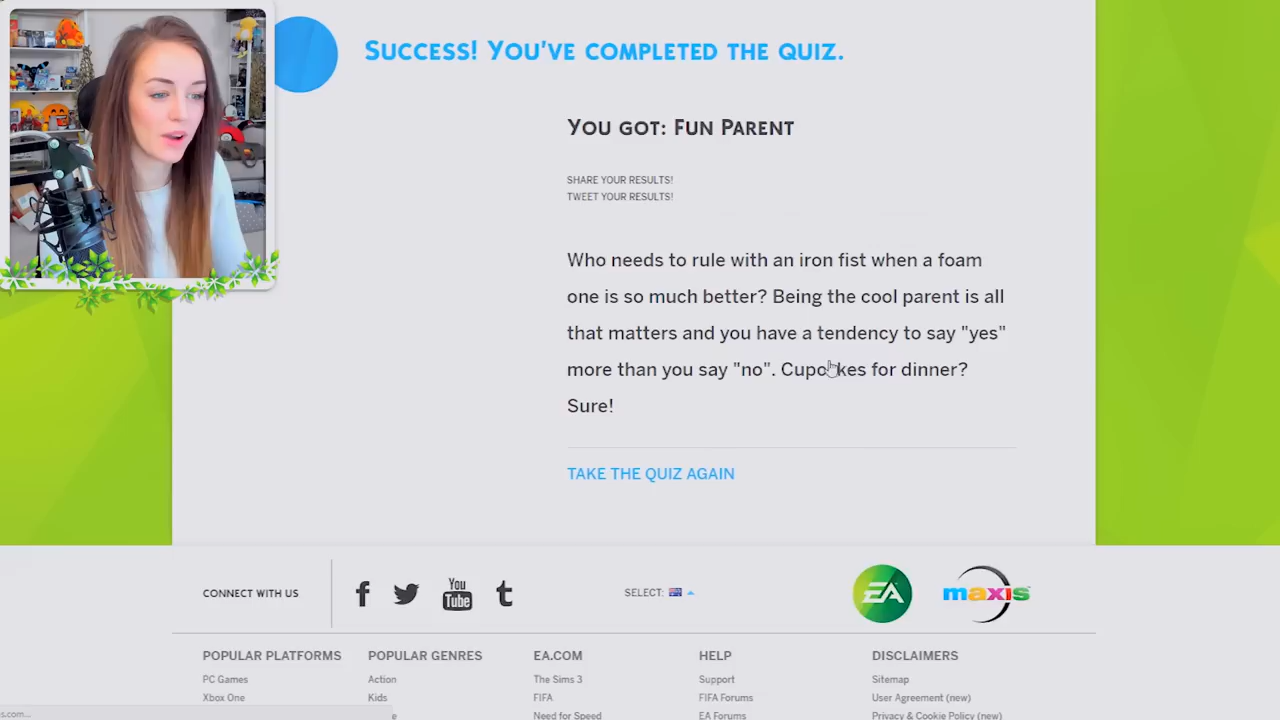 SUCCESS! YOU'VE COMPLETED THE QUIZ.
YOU GOT: FUN PARENT
SHARE YOUR RESULTS!
TWEET YOUR RESULTS!
Who needs to rule with an iron fist when a foam
one is so much better? Being the cool parent is all
that matters and you have a tendency to say "yes"
more than you say "no". Cupcakes for dinner?
Sure!
TAKE THE QUIZ AGAIN
CONNECT WITH US
f
You
Tube
t
SELECT:
EA
maxis
POPULAR PLATFORMS
PC Games
Xbox One
POPULAR GENRES
Action
Kids
EA.COM
The Sims 3
FIFA
Need for Speed
HELP
Support
FIFA Forums
EA Forums
DISCLAIMERS
Sitemap
User Agreement (new)
Privacy & Cookie Policy (new)
s.com...